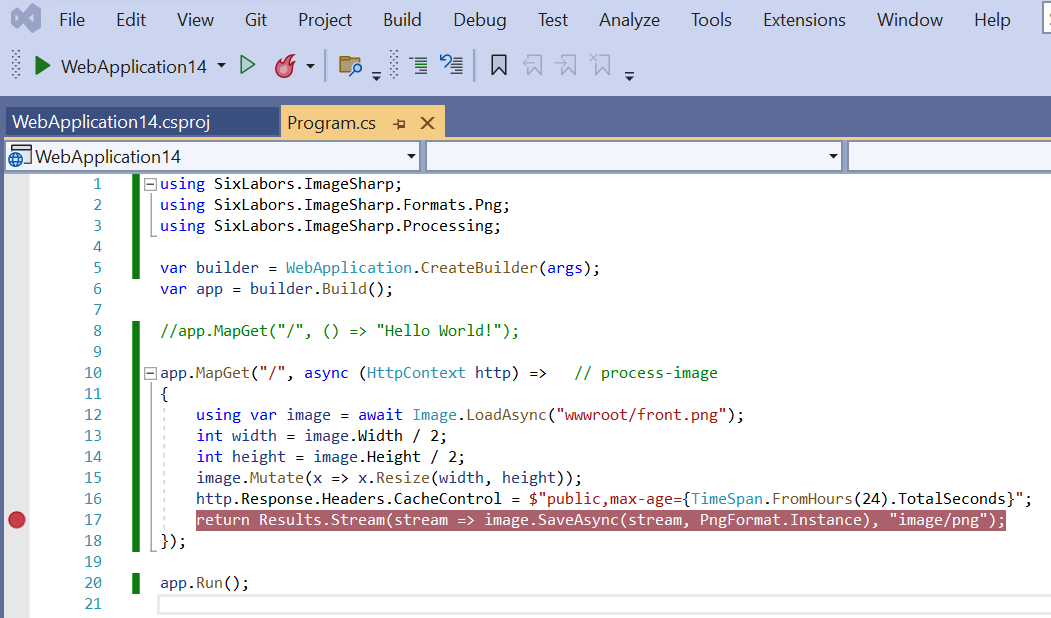 File Edit View Git Project Build Debug Test Analyze Tools Extensions Window Help
WebApplication14
WebApplication14.csproj Program.cs
WebApplication14
1 using SixLabors.ImageSharp;
2 using SixLabors.ImageSharp.Formats.Png;
3 using SixLabors.ImageSharp.Processing;
4
5 var builder = WebApplication.CreateBuilder(args);
6 var app = builder.Build();
7
8 //app.MapGet("/", () => "Hello World!");
9
10 app.MapGet("/", async (HttpContext http) => // process-image
11 {
12 using var image = await Image.LoadAsync("wwwroot/front.png");
13 int width = image.Width / 2;
14 int height = image.Height / 2;
15 image.Mutate(x => x.Resize(width, height));
16 http.Response.Headers.CacheControl = $"public,max-age={TimeSpan.FromHours(24).TotalSeconds}";
17 return Results.Stream(stream => image.SaveAsync(stream, PngFormat.Instance), "image/png");
18 });
19
20 app.Run();
21